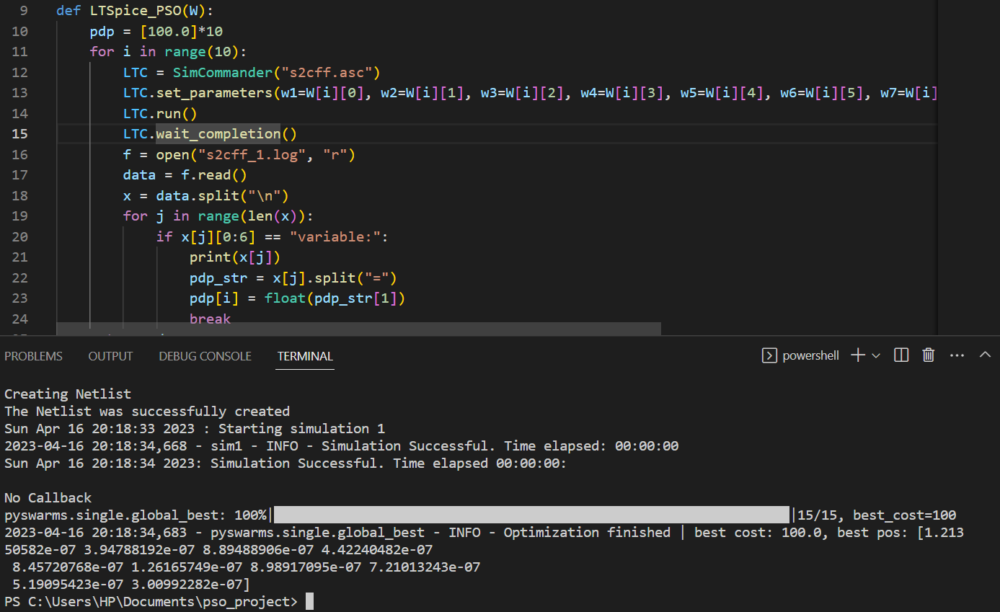 9 def LTSpice_PSO(W):
10 pdp = [100.0]*10
11 for i in range(10):
12 LTC = SimCommander("s2cff.asc")
13 LTC.set_parameters(w1=W[i][0], w2=W[i][1], w3=W[i][2], w4=W[i][3], w5=W[i][4], w6=W[i][5], w7=W[i]
14 LTC.run()
15 LTC.wait_completion()
16 f = open("s2cff_1.log", "r")
17 data = f.read()
18 x = data.split("\n")
19 for j in range(len(x)):
20 if x[j][0:6] == "variable:":
21 print(x[j])
22 pdp_str = x[j].split("=")
23 pdp[i] = float(pdp_str[1])
24 break
PROBLEMS OUTPUT DEBUG CONSOLE TERMINAL powershell
Creating Netlist
The Netlist was successfully created
Sun Apr 16 20:18:33 2023 : Starting simulation 1
2023-04-16 20:18:34,668 - sim1 - INFO - Simulation Successful. Time elapsed: 00:00:00
Sun Apr 16 20:18:34 2023: Simulation Successful. Time elapsed 00:00:00:
No Callback
pyswarms.single.global_best: 100%| |15/15, best_cost=100
2023-04-16 20:18:34,683 - pyswarms.single.global_best - INFO - Optimization finished | best cost: 100.0, best pos: [1.213
50582e-07 3.94788192e-07 8.89488906e-07 4.42240482e-07
8.45720768e-07 1.26165749e-07 8.98917095e-07 7.21013243e-07
5.19095423e-07 3.00992282e-07]
PS C:\Users\HP\Documents\pso_project>